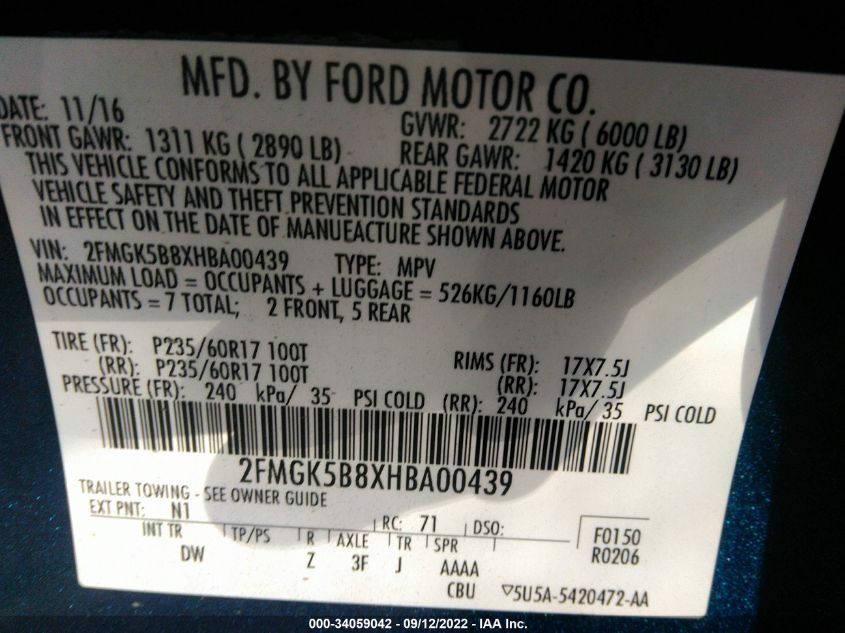 MFD. BY FORD MOTOR CO.
DATE: 11/16 GVWR: 2722 KG ( 6000 LB)
FRONT GAWR: 1311 KG ( 2890 LB) REAR GAWR: 1420 KG ( 3130 LB)
THIS VEHICLE CONFORMS TO ALL APPLICABLE FEDERAL MOTOR
VEHICLE SAFETY AND THEFT PREVENTION STANDARDS
IN EFFECT ON THE DATE OF MANUEACTURE SHOWN ABOVE.
VIN: 2FMGK5B8XHBA00439 TYPE: MPV
MAXIMUM LOAD = OCCUPANTS + LUGGAGE = 526KG/1160LB
OCCUPANTS = 7 TOTAL; 2 FRONT, 5 REAR
TIRE (FR): P235/60R17 100T RIMS (FR): 17X7.5J
(RR): P235/60R17 100T (RR): 17X7.5J
PRESSURE (FR): 240 kPa/ 35 PSI COLD (RR): 240 kPa/ 35 PSI COLD
2FMGK5B8XHBA00439
TRAILER TOWING - SEE OWNER GUIDE
EXT PNT: N1 RC: 71 DSO: F0150
INT TR TP/PS R AXLE TR SPR R0206
DW Z 3F J AAAA
CBU ▽5U5A-5420472-AA
000-34059042 - 09/12/2022 - IAA Inc.